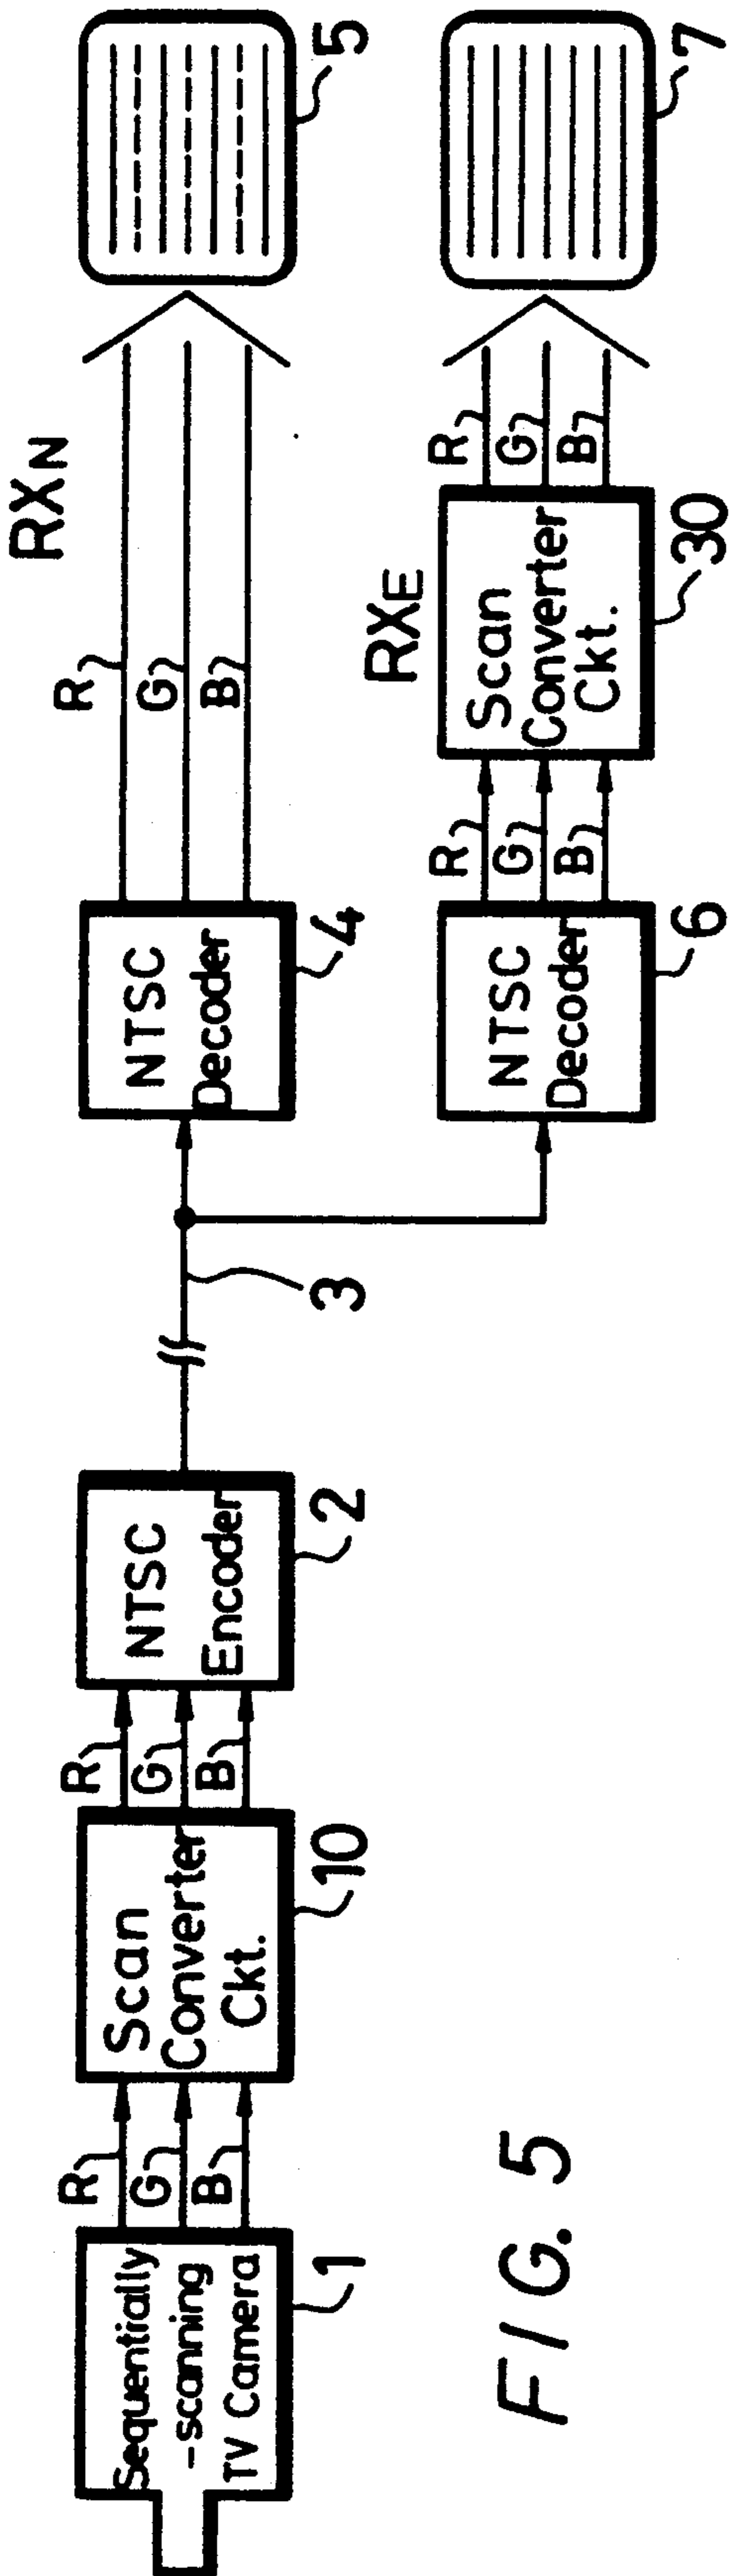 Sequentially
-scanning
TV Camera
1
R
G
B
Scan
Converter
Ckt.
10
R
G
B
NTSC
Encoder
2
3
NTSC
Decoder
4
R
G
B
RXN
5
NTSC
Decoder
6
R
G
B
Scan
Converter
Ckt.
30
RXE
R
G
B
7
FIG. 5